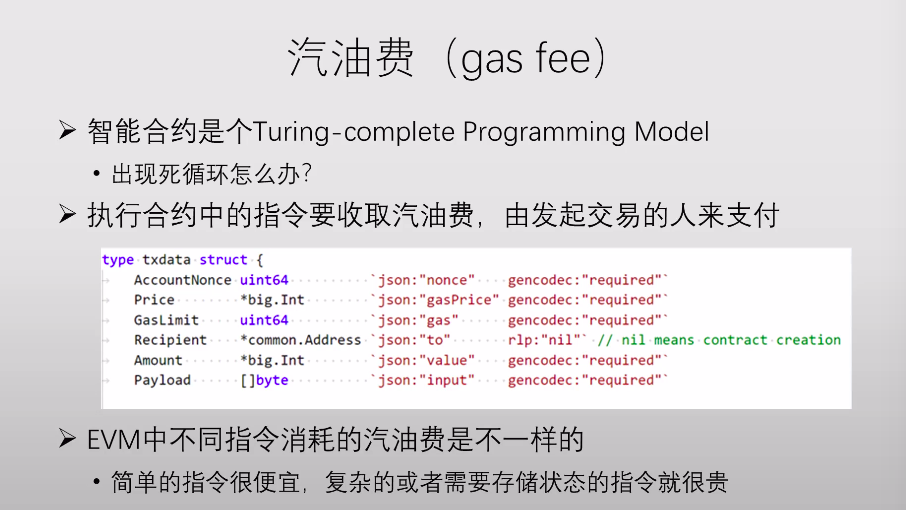 汽油费（gas fee）
➢ 智能合约是个Turing-complete Programming Model
• 出现死循环怎么办？
➢ 执行合约中的指令要收取汽油费，由发起交易的人来支付
type txdata struct {
AccountNonce uint64 `json:"nonce" gencodec:"required"`
Price *big.Int `json:"gasPrice" gencodec:"required"`
GasLimit uint64 `json:"gas" gencodec:"required"`
Recipient *common.Address `json:"to" rlp:"nil"` // nil means contract creation
Amount *big.Int `json:"value" gencodec:"required"`
Payload []byte `json:"input" gencodec:"required"`
➢ EVM中不同指令消耗的汽油费是不一样的
• 简单的指令很便宜，复杂的或者需要存储状态的指令就很贵